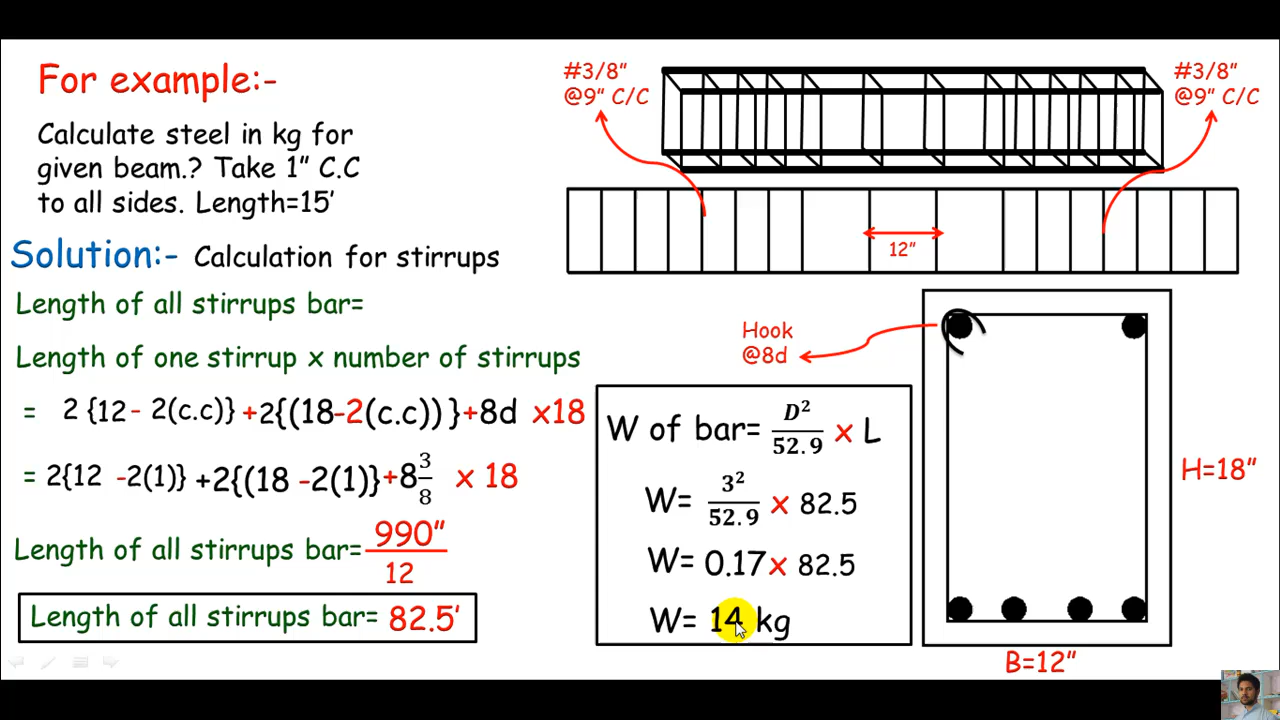 For example:-
Calculate steel in kg for
given beam.? Take 1" C.C
to all sides. Length=15'
Solution:- Calculation for stirrups
Length of all stirrups bar=
Length of one stirrup x number of stirrups
= 2 {12- 2(c.c)} +2{(18-2(c.c)) }+8d x18
= 2{12 -2(1)} +2{(18 -2(1)}+8 3/8 x 18
Length of all stirrups bar= 990"/12
Length of all stirrups bar= 82.5'
#3/8"
@9" C/C
#3/8"
@9" C/C
12"
Hook
@8d
W of bar= D²/52.9 x L
W= 3²/52.9 x 82.5
W= 0.17x 82.5
W= 14 kg
H=18"
B=12"